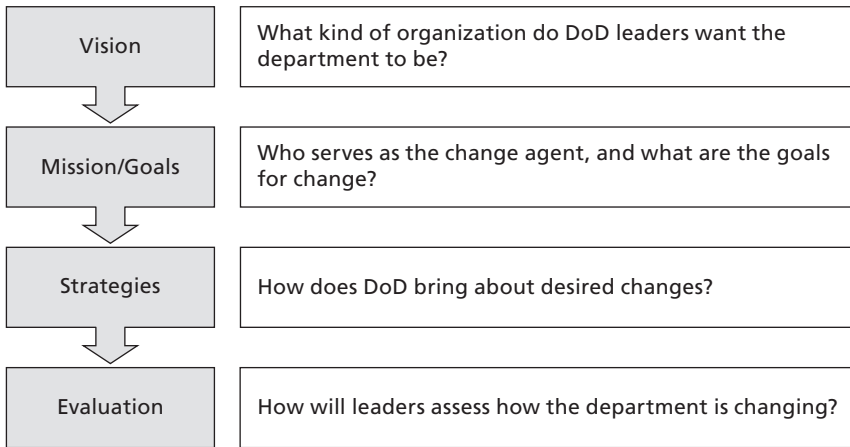 Vision
What kind of organization do DoD leaders want the
department to be?
Mission/Goals
Who serves as the change agent, and what are the goals
for change?
Strategies
How does DoD bring about desired changes?
Evaluation
How will leaders assess how the department is changing?